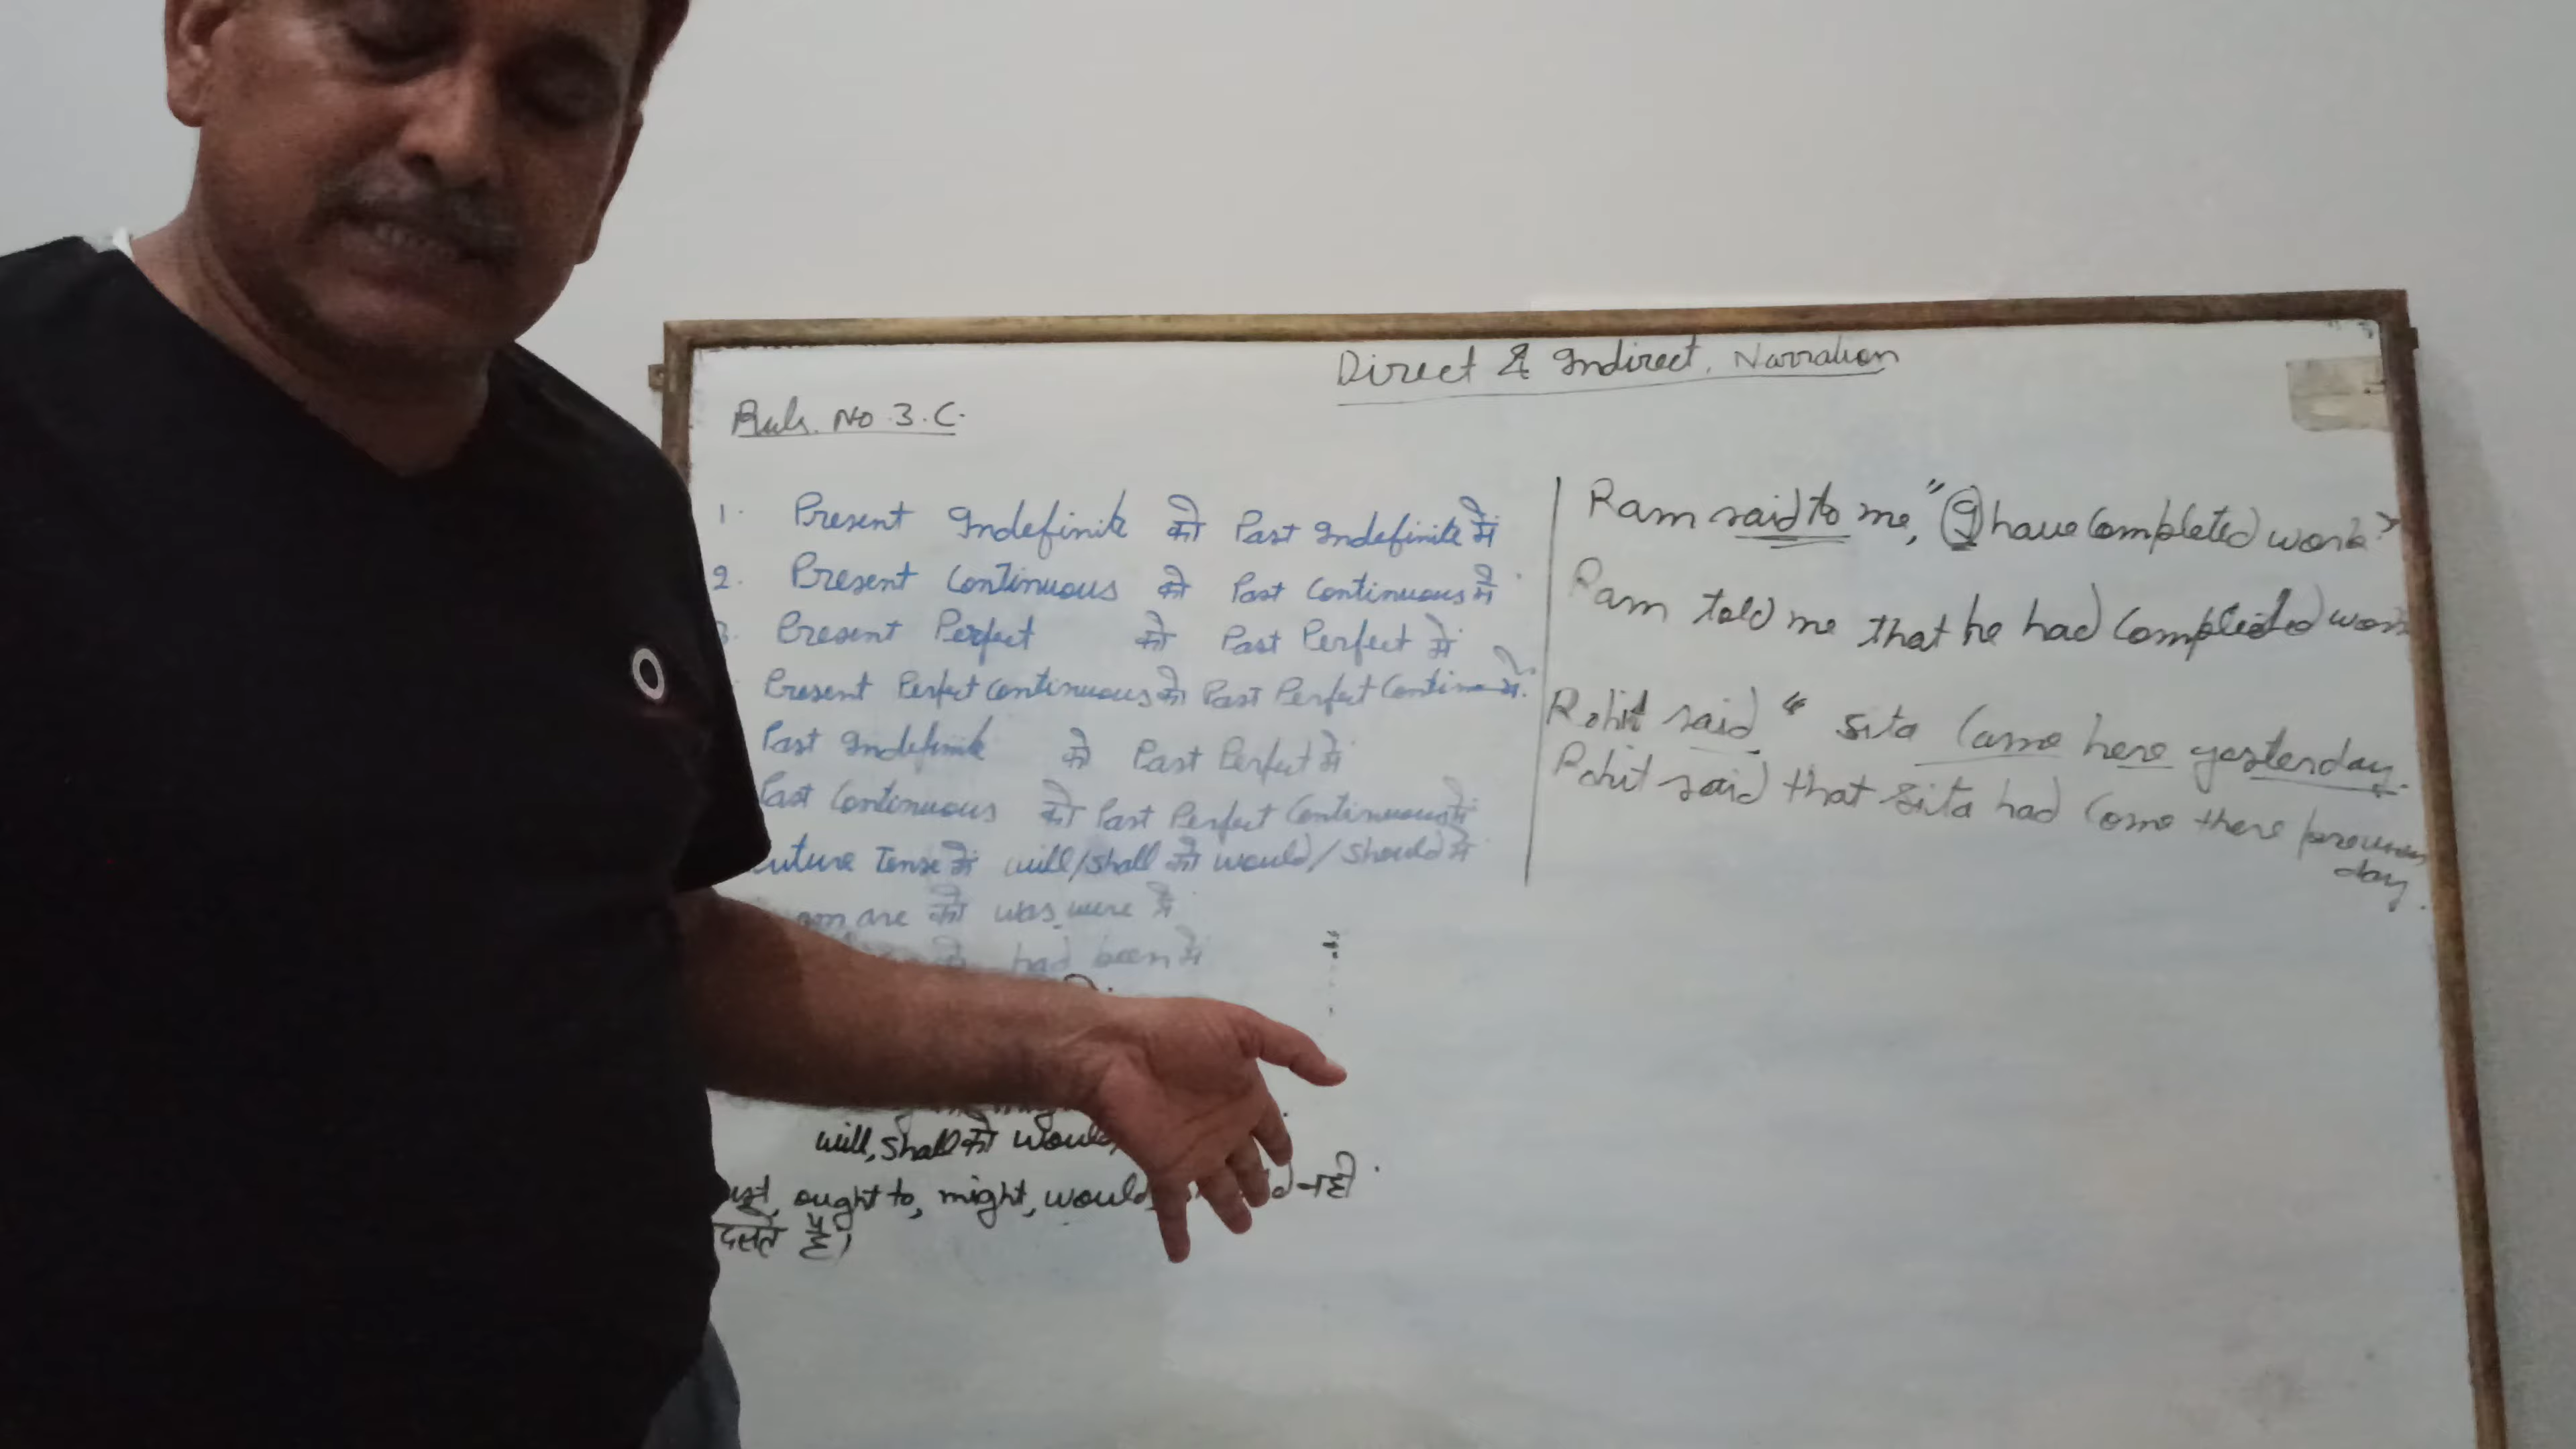 Direct & Indirect. Narration
Rule. No. 3. C.
1. Present Indefinite को Past Indefinite में
2. Present Continuous को Past Continuous में
3. Present Perfect को Past Perfect में
Present Perfect Continuous को Past Perfect में
Past Indefinite को Past Perfect में
Past Continuous को Past Perfect Continuous में
Future Tense में will/shall को would/should में
am, are को was, were में
had been में
will, shall को
ought to, might, would, नही
हैं।
Ram said to me, "I have completed work"
Ram told me that he had completed
Rohit said " Sita came here yesterday.
Rohit said that Sita had come there
day.